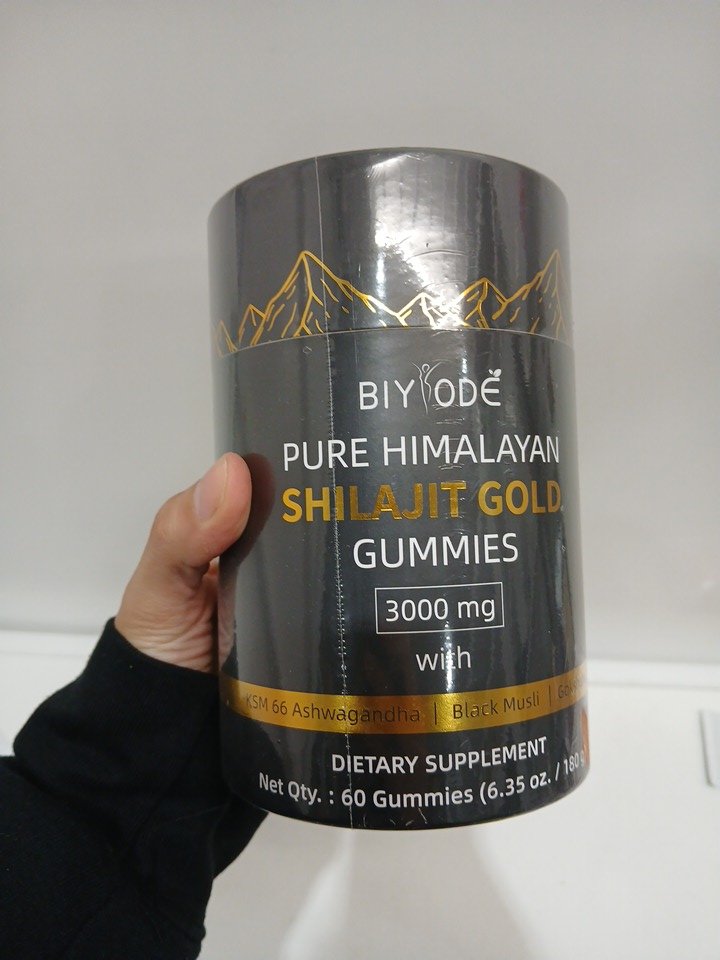 BIYODE
PURE HIMALAYAN
SHILAJIT GOLD
GUMMIES
3000 mg
with
KSM 66 Ashwagandha | Black Musli |
DIETARY SUPPLEMENT
Net Qty. : 60 Gummies (6.35 oz. / 180 g